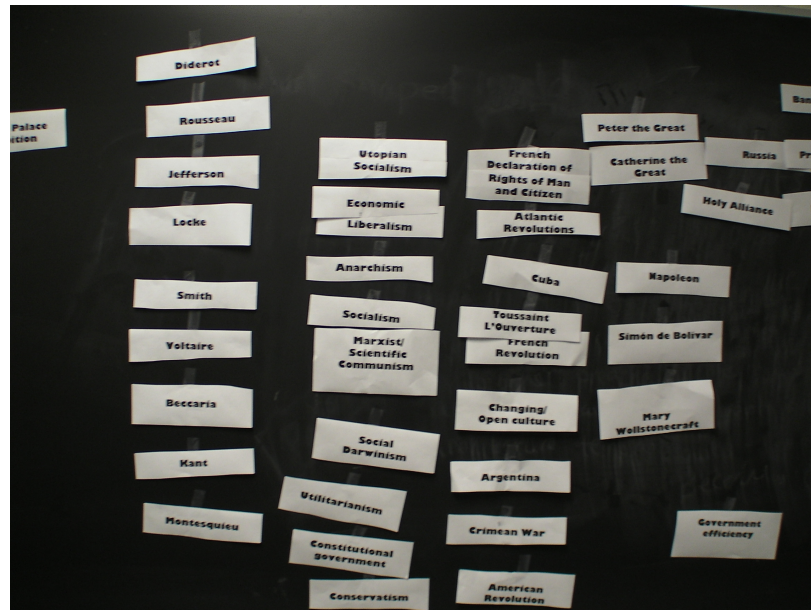 Palace
Diderot
Rousseau
Jefferson
Locke
Smith
Voltaire
Beccaria
Kant
Montesquieu
Utopian
Socialism
Economic
Liberalism
Anarchism
Socialism
Marxist/
Scientific
Communism
Social
Darwinism
Utilitarianism
Constitutional
government
Conservatism
French
Declaration of
Rights of Man
and Citizen
Atlantic
Revolutions
Cuba
Toussaint
L'Ouverture
French
Revolution
Changing/
Open culture
Argentina
Crimean War
American
Revolution
Peter the Great
Catherine the
Great
Napoleon
Simón de Bolívar
Mary
Wollstonecraft
Russia
Holy Alliance
Government
efficiency